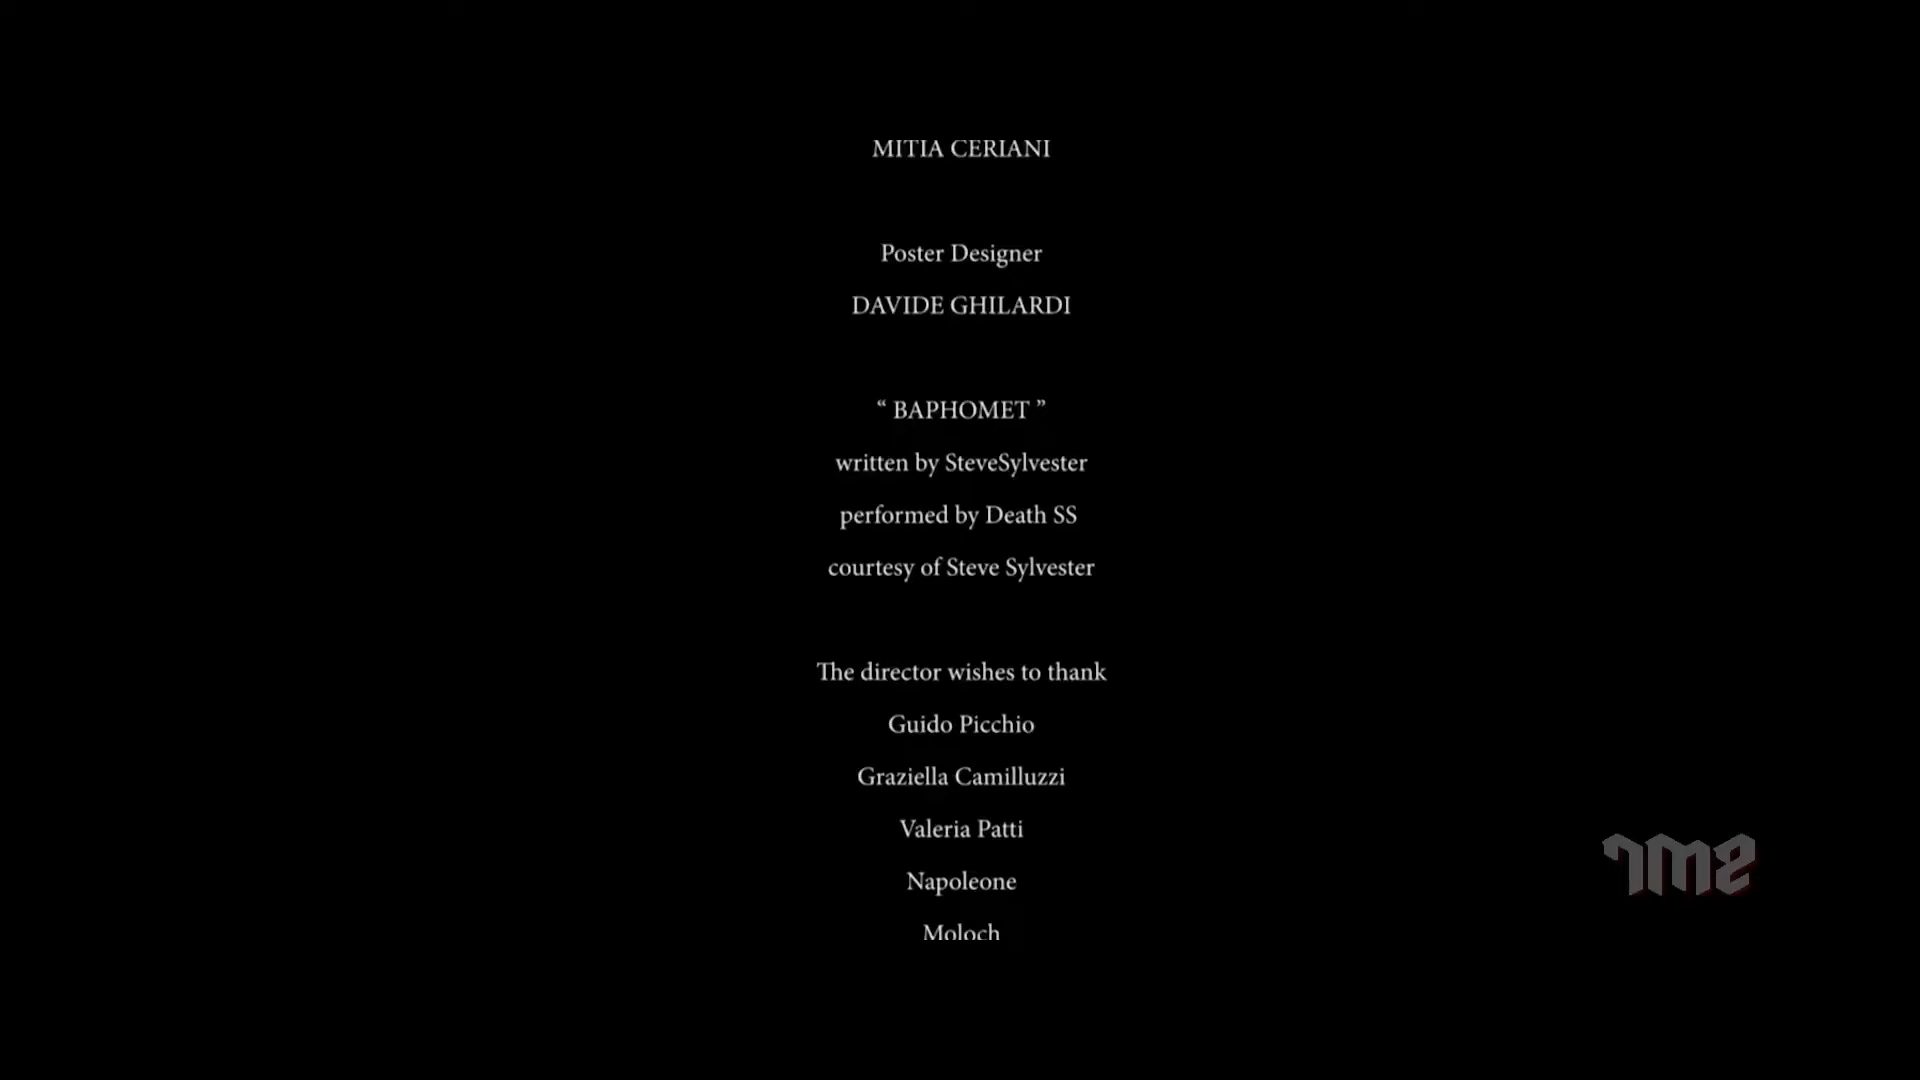 MITIA CERIANI
Poster Designer
DAVIDE GHILARDI
“ BAPHOMET ”
written by SteveSylvester
performed by Death SS
courtesy of Steve Sylvester
The director wishes to thank
Guido Picchio
Graziella Camilluzzi
Valeria Patti
Napoleone
Moloch